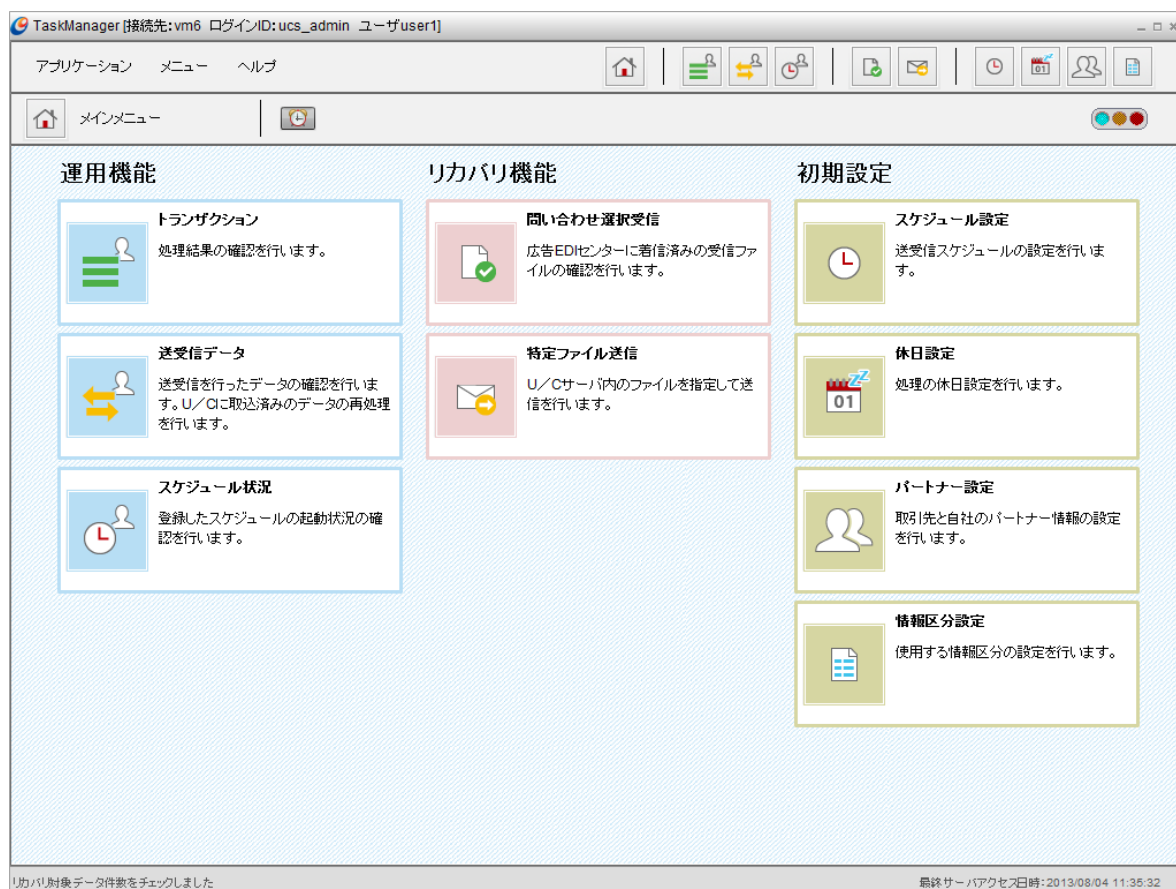 TaskManager [接続先:vm6 ログインID:ucs_admin ユーザuser1]
アプリケーション メニュー ヘルプ
01
メインメニュー
運用機能
トランザクション
処理結果の確認を行います。
送受信データ
送受信を行ったデータの確認を行いま
す。U/Cに取込済みのデータの再処理
を行います。
スケジュール状況
登録したスケジュールの起動状況の確
認を行います。
リカバリ機能
問い合わせ選択受信
広告EDIセンターに着信済みの受信ファ
イルの確認を行います。
特定ファイル送信
U/Cサーバ内のファイルを指定して送
信を行います。
初期設定
スケジュール設定
送受信スケジュールの設定を行いま
す。
休日設定
処理の休日設定を行います。
01
パートナー設定
取引先と自社のパートナー情報の設定
を行います。
情報区分設定
使用する情報区分の設定を行います。
リカバリ対象データ件数をチェックしました
最終サーバアクセス日時:2013/08/04 11:35:32